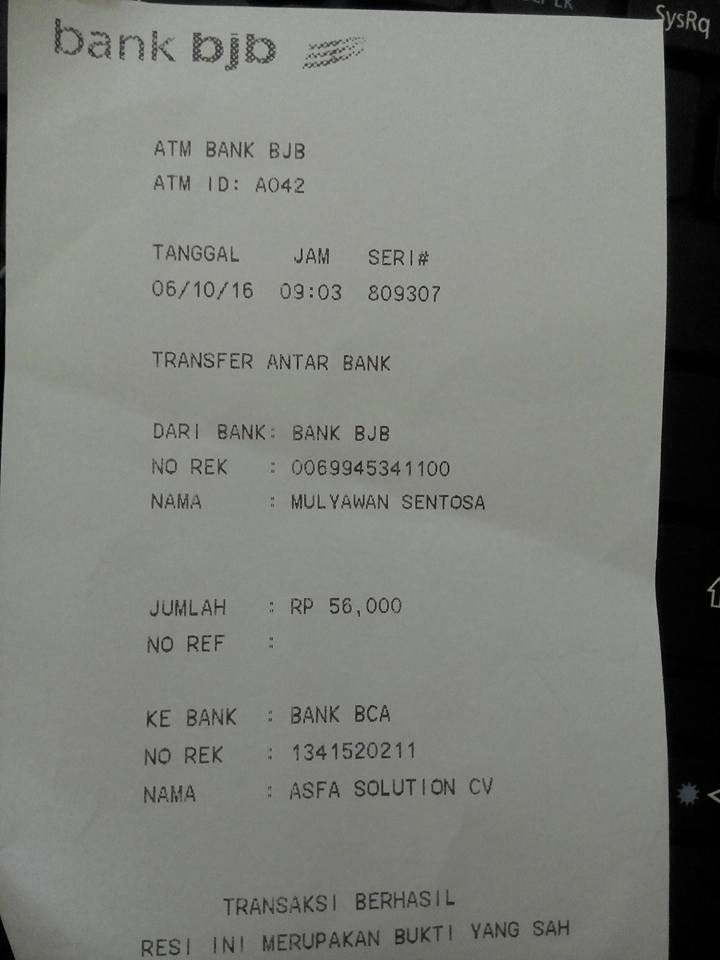 SysRq
bank bjb
ATM BANK BJB
ATM ID: A042
TANGGAL JAM SERI#
06/10/16 09:03 809307
TRANSFER ANTAR BANK
DARI BANK: BANK BJB
NO REK : 0069945341100
NAMA : MULYAWAN SENTOSA
JUMLAH : RP 56,000
NO REF :
KE BANK : BANK BCA
NO REK : 1341520211
NAMA : ASFA SOLUTION CV
TRANSAKSI BERHASIL
RESI INI MERUPAKAN BUKTI YANG SAH